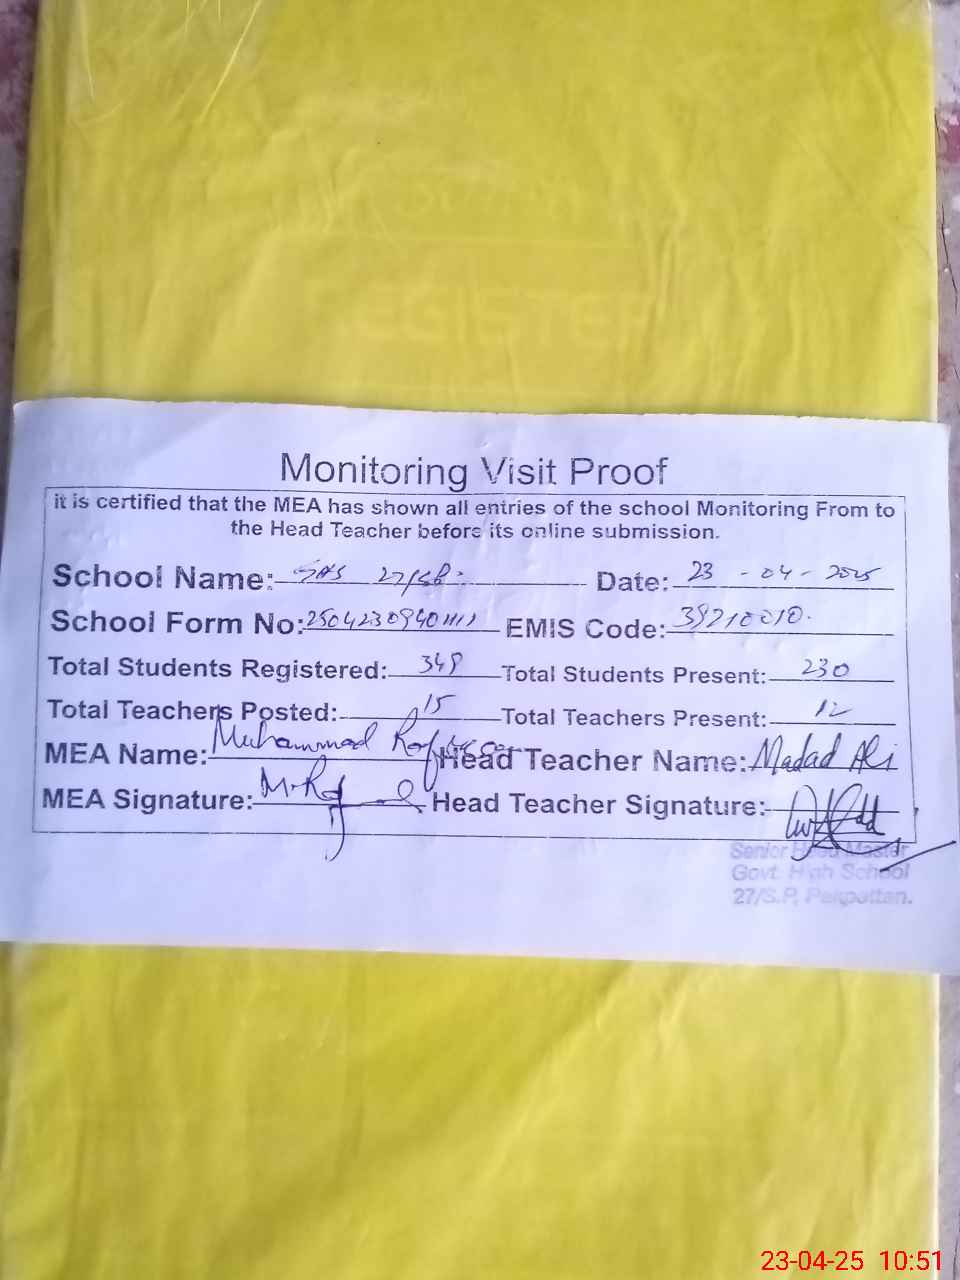 REGISTER
Monitoring Visit Proof
it is certified that the MEA has shown all entries of the school Monitoring From to
the Head Teacher before its online submission.
School Name: GHS 27/SP. Date: 23 - 04 - 2025
School Form No: EMIS Code: 39210010.
Total Students Registered: 348 Total Students Present: 230
Total Teachers Posted: 15 Total Teachers Present: 12
MEA Name: Muhammad Head Teacher Name: Madad Ali
MEA Signature: Head Teacher Signature:
Senior Head Master
Govt. High School
27/S.P, Pakpattan.
23-04-25 10:51